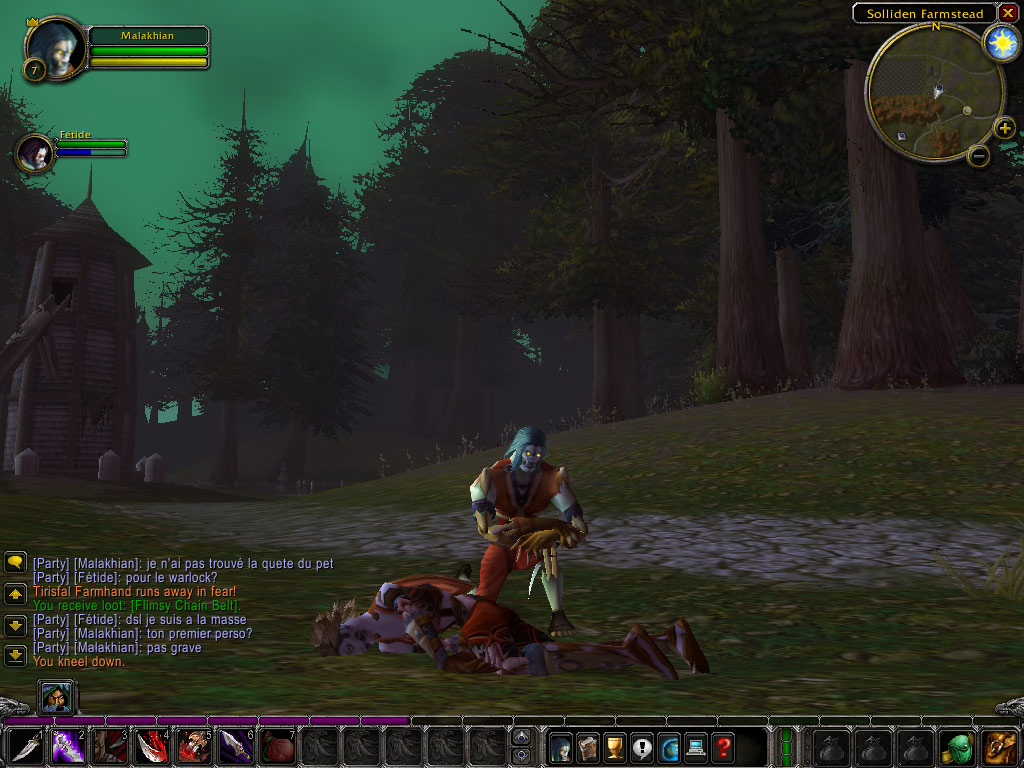 Malakhian
7
Fétide
Solliden Farmstead
N
[Party] [Malakhian]: je n'ai pas trouvé la quete du pet
[Party] [Fétide]: pour le warlock?
Tirisfal Farmhand runs away in fear!
You receive loot: [Flimsy Chain Belt].
[Party] [Fétide]: dsl je suis a la masse
[Party] [Malakhian]: ton premier perso?
[Party] [Malakhian]: pas grave
You kneel down.
2 3 4 5 6 7